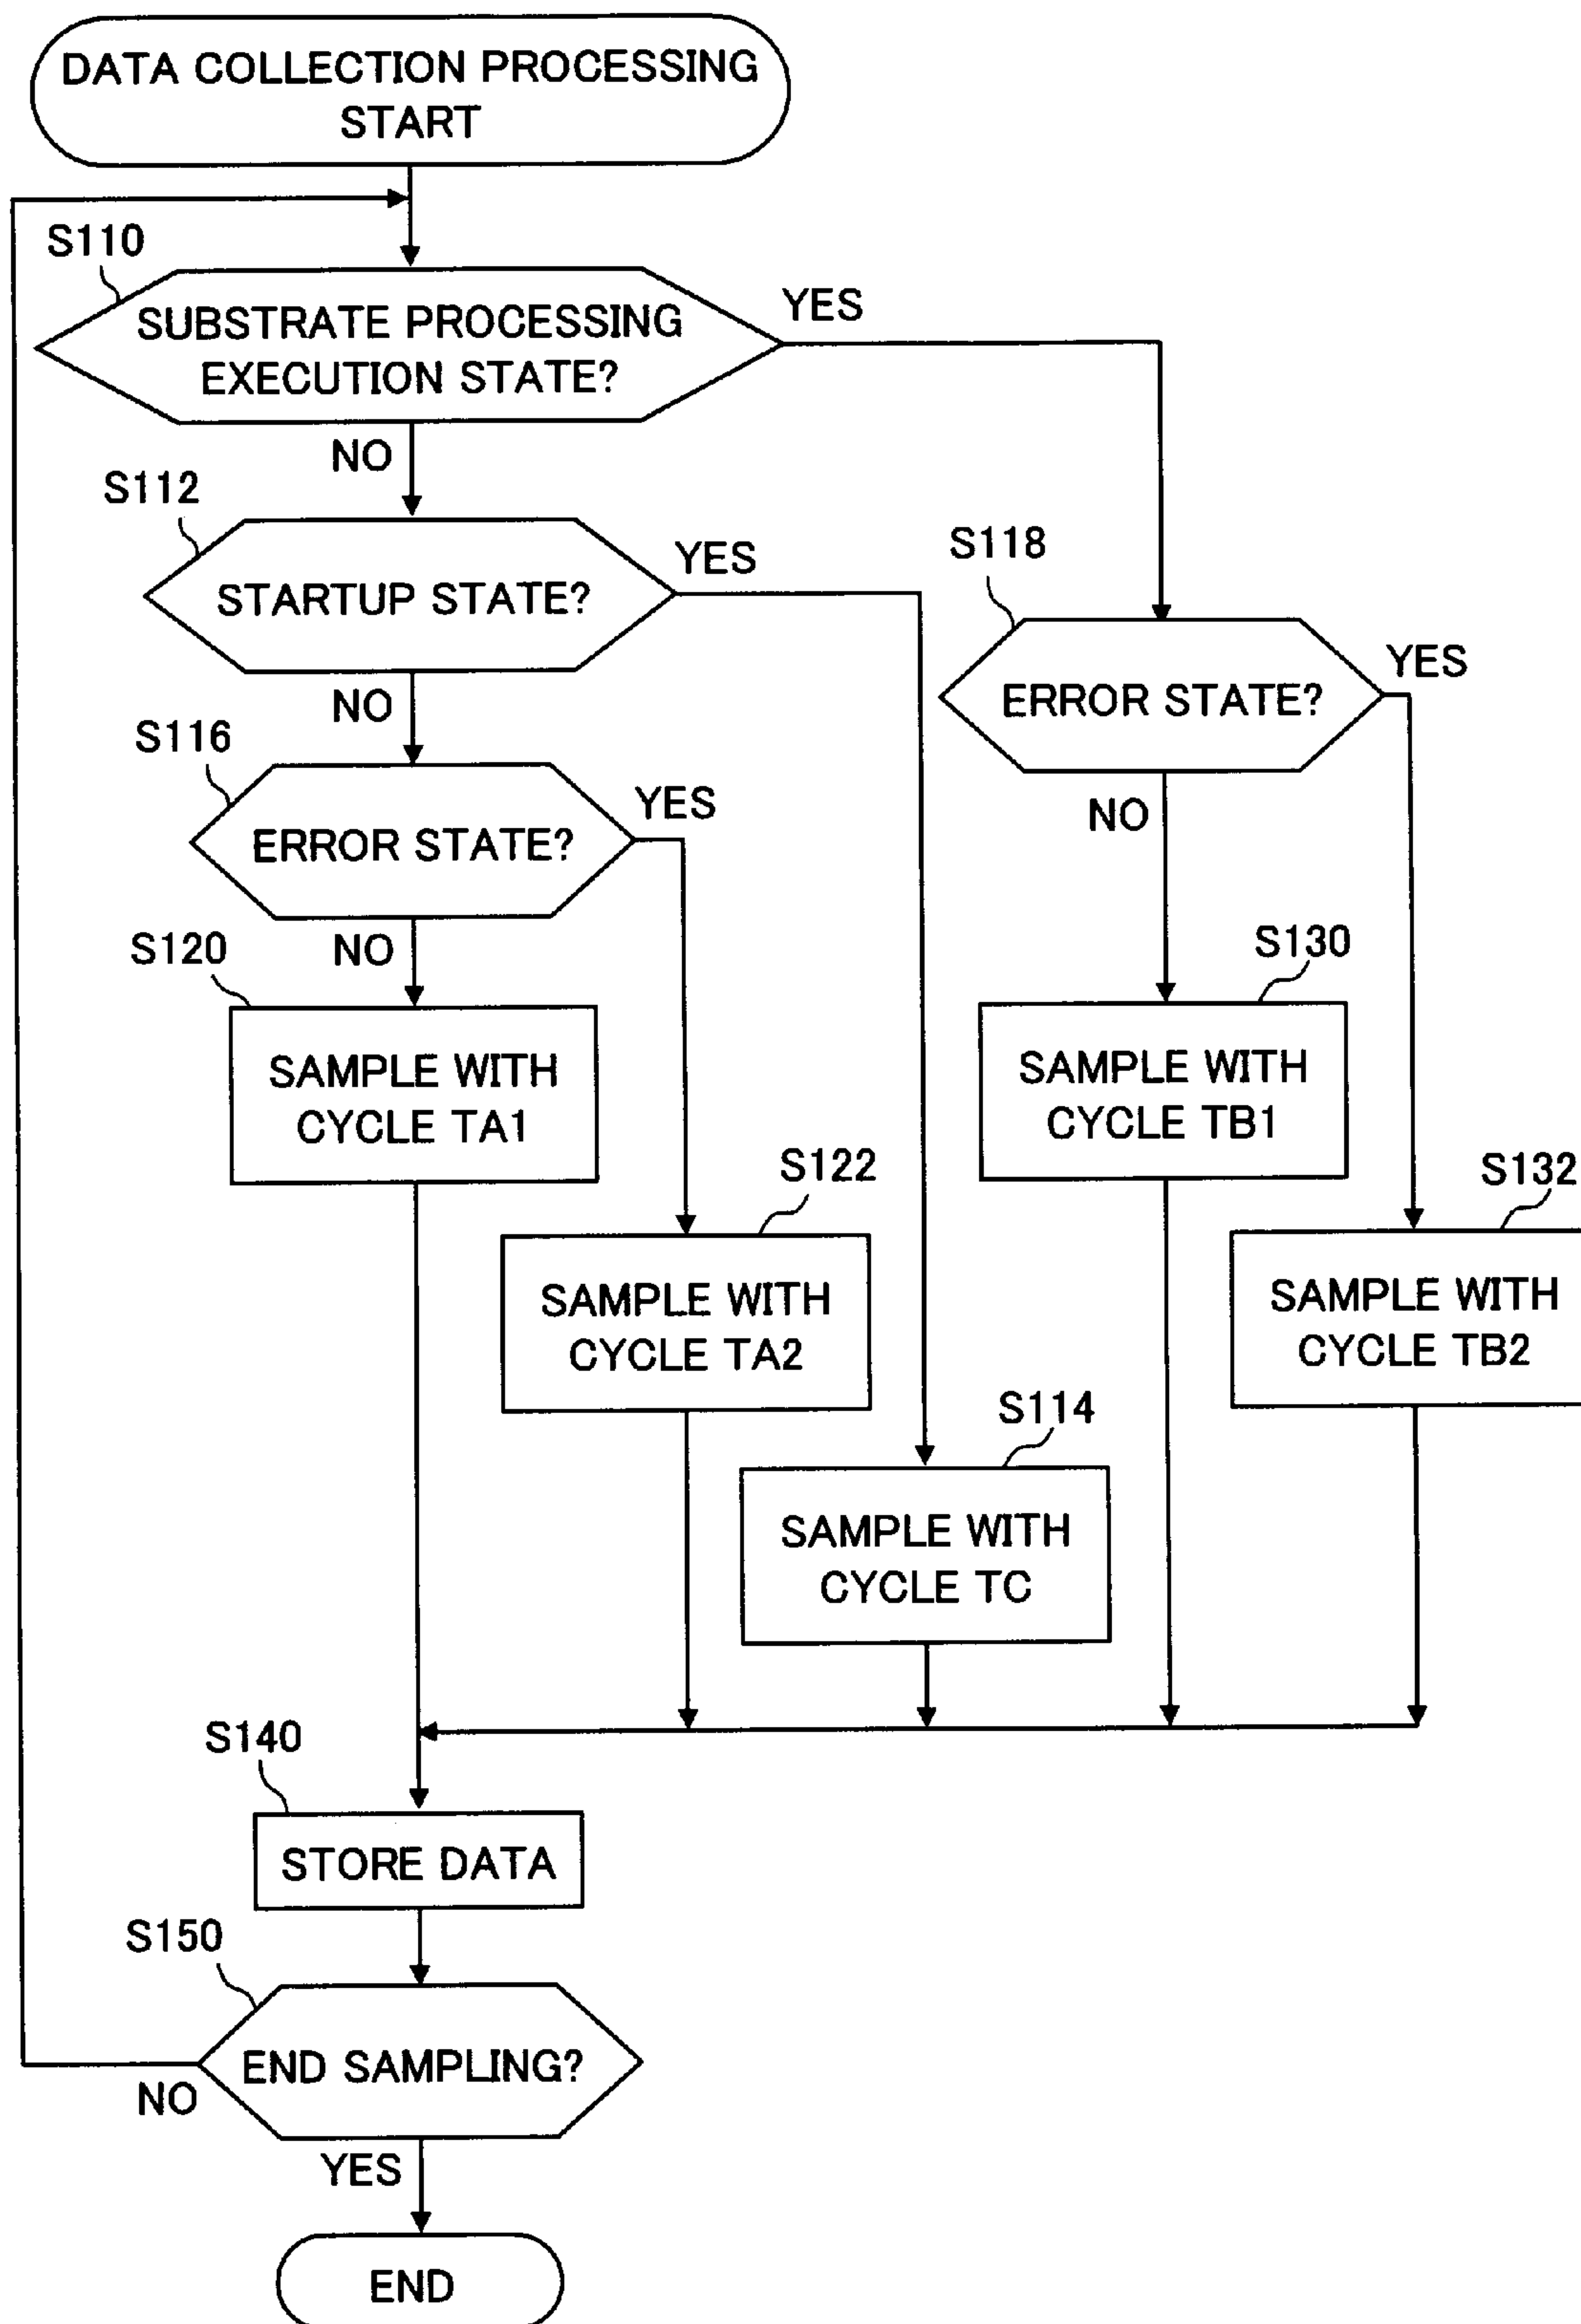 DATA COLLECTION PROCESSING
START
S110
SUBSTRATE PROCESSING
EXECUTION STATE?
YES
NO
S112
STARTUP STATE?
YES
NO
S118
ERROR STATE?
YES
NO
S116
ERROR STATE?
YES
NO
S120
SAMPLE WITH
CYCLE TA1
S130
SAMPLE WITH
CYCLE TB1
S122
SAMPLE WITH
CYCLE TA2
S132
SAMPLE WITH
CYCLE TB2
S114
SAMPLE WITH
CYCLE TC
S140
STORE DATA
S150
END SAMPLING?
NO
YES
END